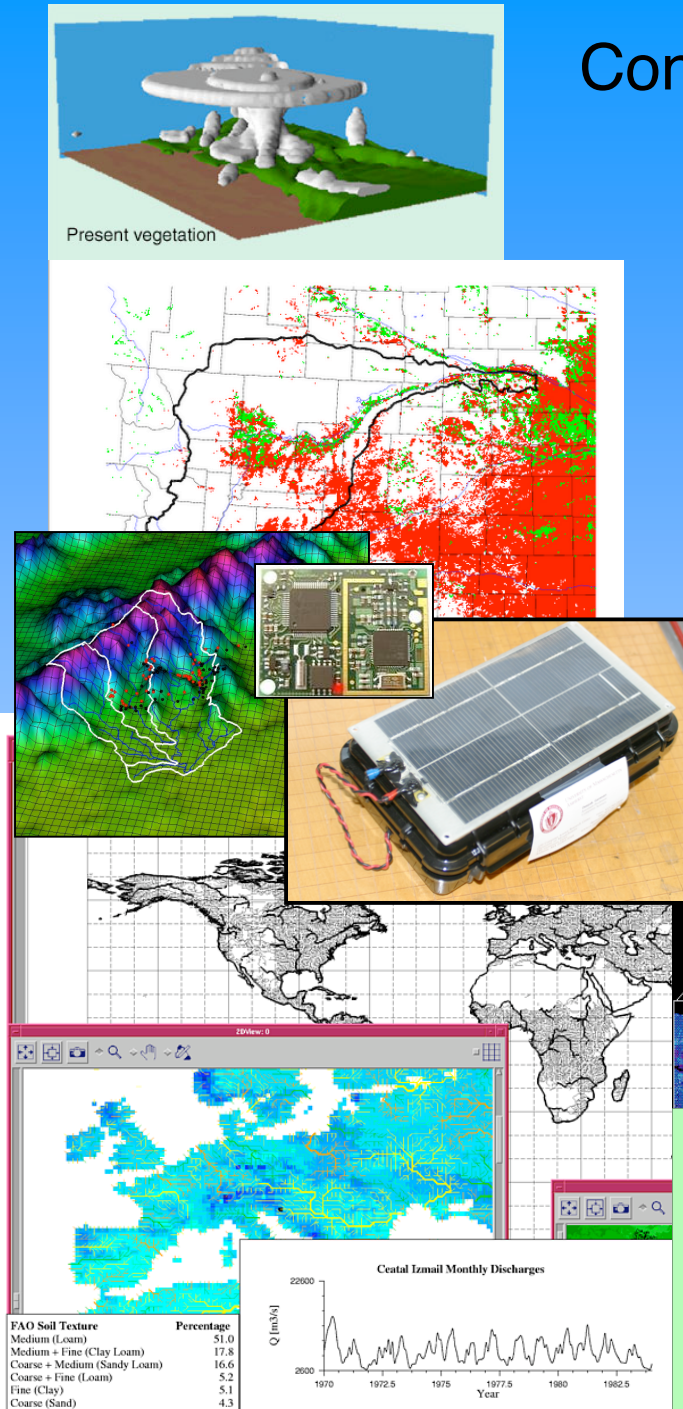 Con
Present vegetation
2DView: 0
Ceatal Izmail Monthly Discharges
22600
Q [m3/s]
2600
1970 1972.5 1975 1977.5 1980 1982.5
Year
FAO Soil Texture Percentage
Medium (Loam) 51.0
Medium + Fine (Clay Loam) 17.8
Coarse + Medium (Sandy Loam) 16.6
Coarse + Fine (Loam) 5.2
Fine (Clay) 5.1
Coarse (Sand) 4.3